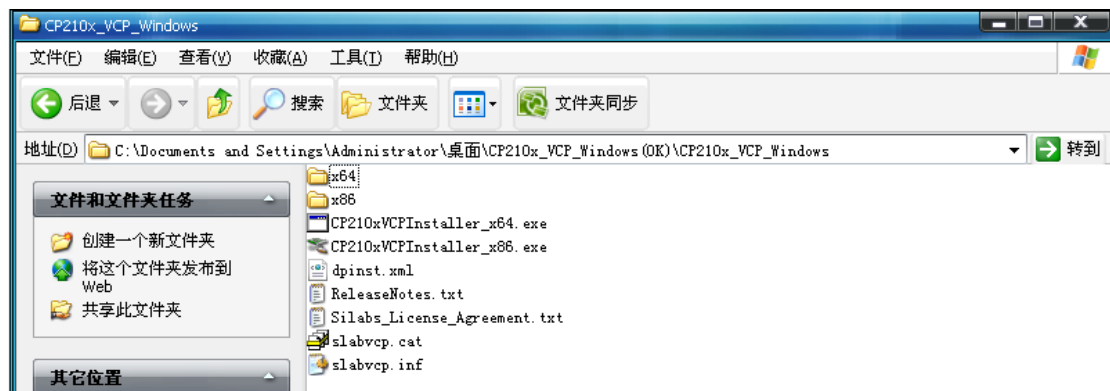 CP210x_VCP_Windows
文件(F) 编辑(E) 查看(V) 收藏(A) 工具(T) 帮助(H)
后退 搜索 文件夹 文件夹同步
地址(D) C:\Documents and Settings\Administrator\桌面\CP210x_VCP_Windows(OK)\CP210x_VCP_Windows 转到
文件和文件夹任务
创建一个新文件夹
将这个文件夹发布到
Web
共享此文件夹
其它位置
x64
x86
CP210xVCPInstaller_x64.exe
CP210xVCPInstaller_x86.exe
dpinst.xml
ReleaseNotes.txt
Silabs_License_Agreement.txt
slabvcp.cat
slabvcp.inf